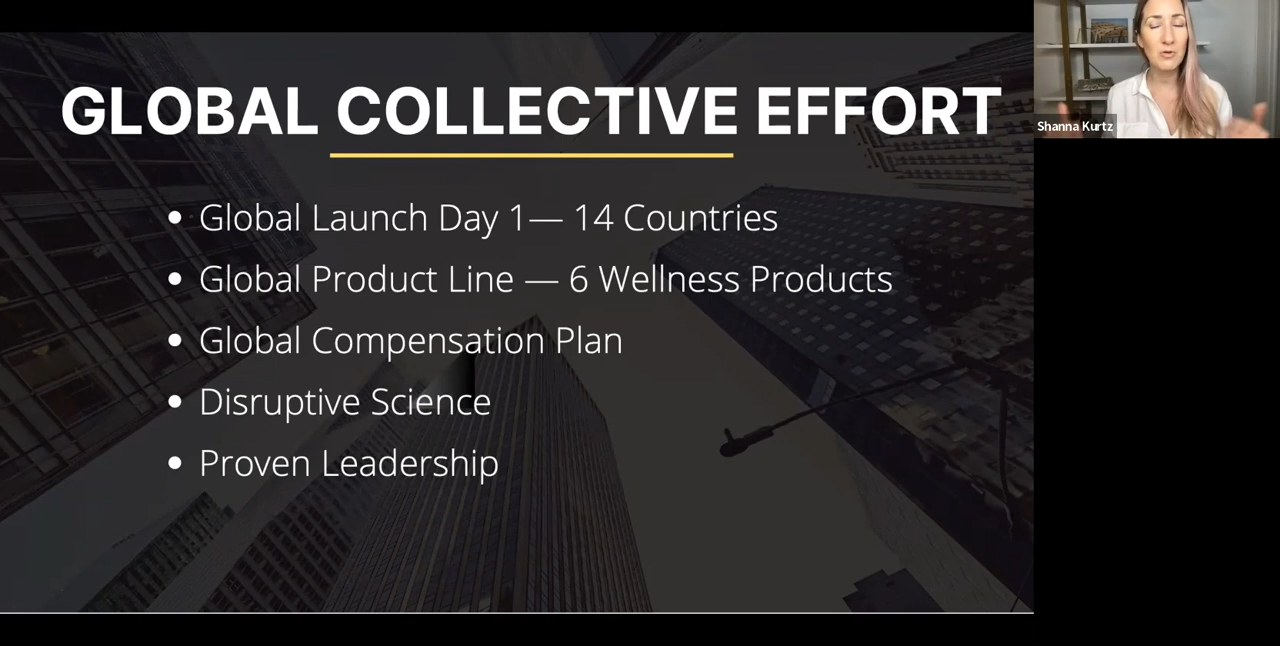 GLOBAL COLLECTIVE EFFORT
Shanna Kurtz
• Global Launch Day 1— 14 Countries
• Global Product Line — 6 Wellness Products
• Global Compensation Plan
• Disruptive Science
• Proven Leadership